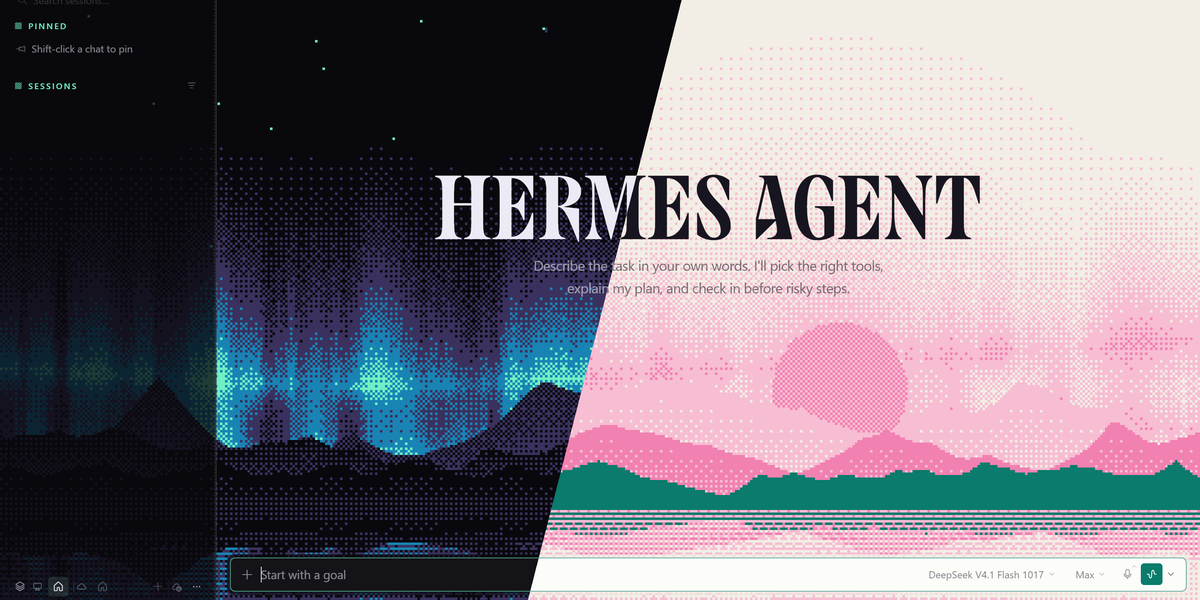 Search sessions...
PINNED
Shift-click a chat to pin
SESSIONS
HERMES AGENT
Describe the task in your own words. I'll pick the right tools,
explain my plan, and check in before risky steps.
Start with a goal
DeepSeek V4.1 Flash 1017
Max